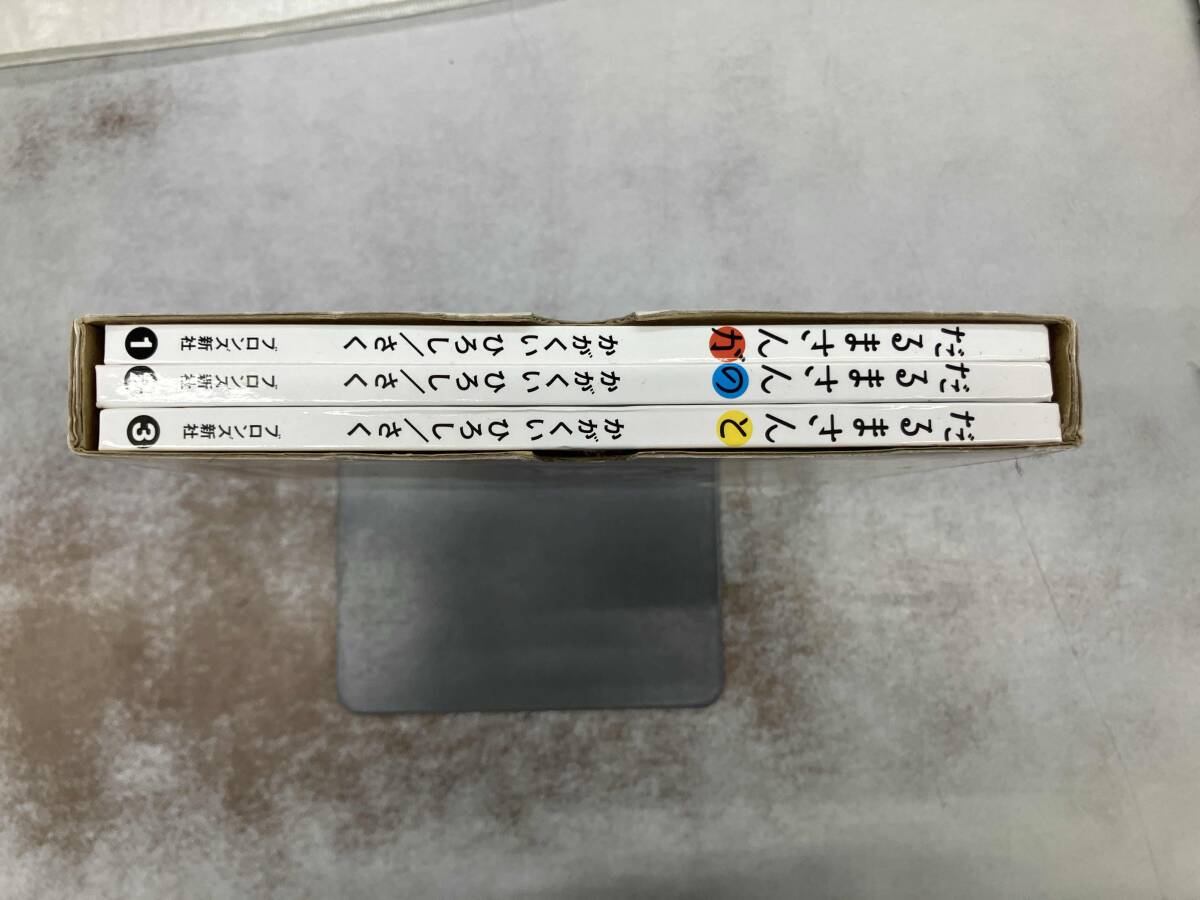 だるまさんが かがくい ひろし/さく ブロンズ新社 1
だるまさんの かがくい ひろし/さく ブロンズ新社 2
だるまさんと かがくい ひろし/さく ブロンズ新社 3